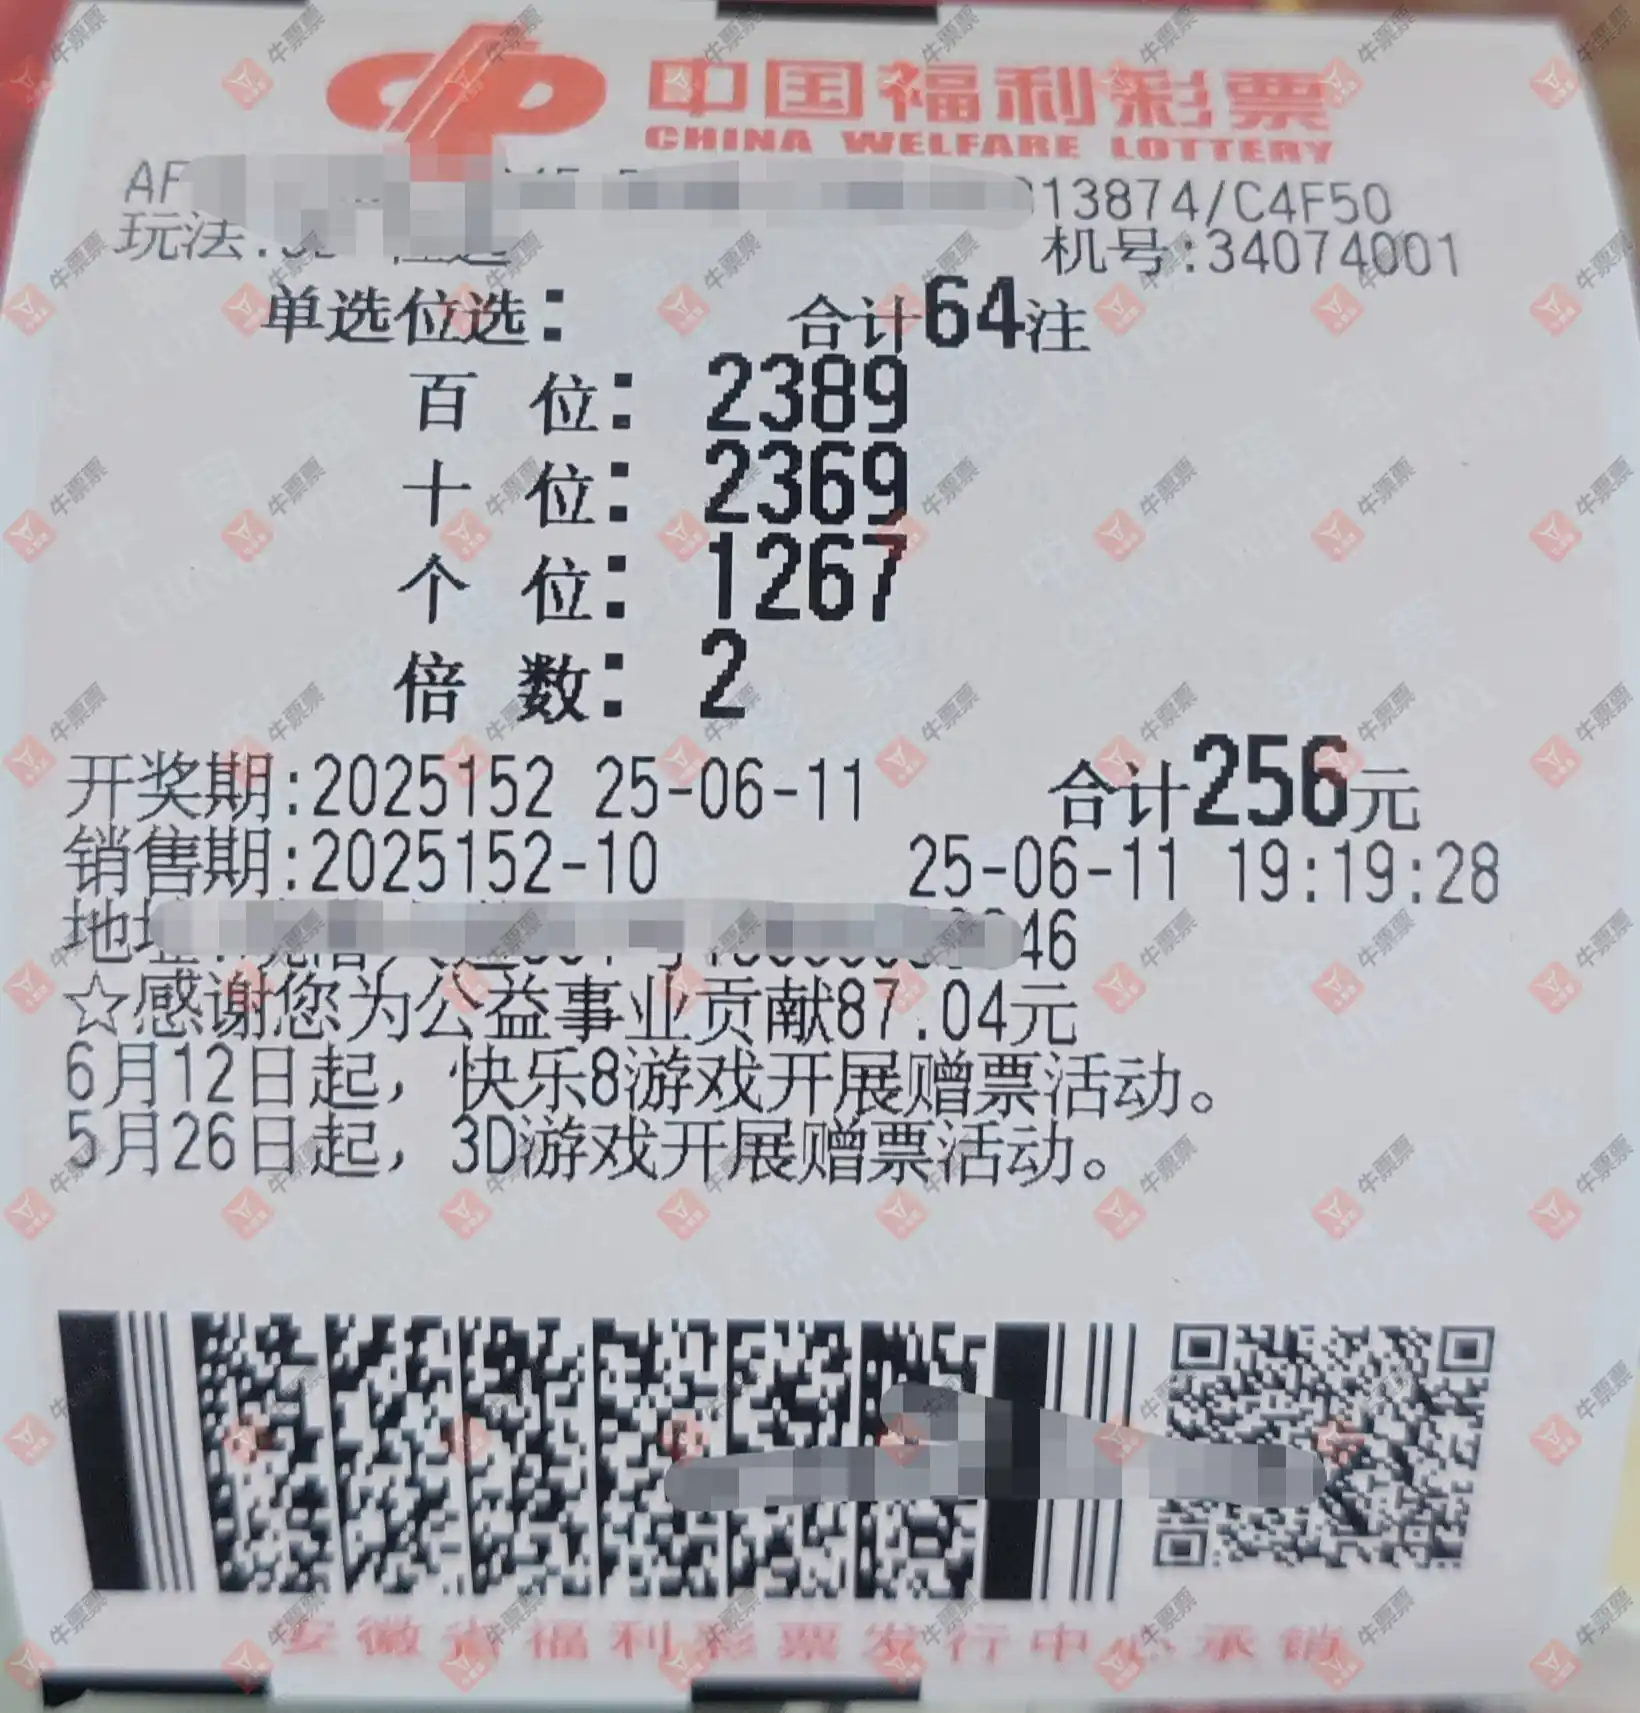 中国福利彩票
CHINA WELFARE LOTTERY
AF 13874/C4F50
玩法: 机号:34074001
单选位选: 合计64注
百位: 2389
十位: 2369
个位: 1267
倍数: 2
开奖期:2025152 25-06-11 合计256元
销售期:2025152-10 25-06-11 19:19:28
地址 46
☆感谢您为公益事业贡献87.04元
6月12日起，快乐8游戏开展赠票活动。
5月26日起，3D游戏开展赠票活动。
安徽省福利彩票发行中心承销
牛票票